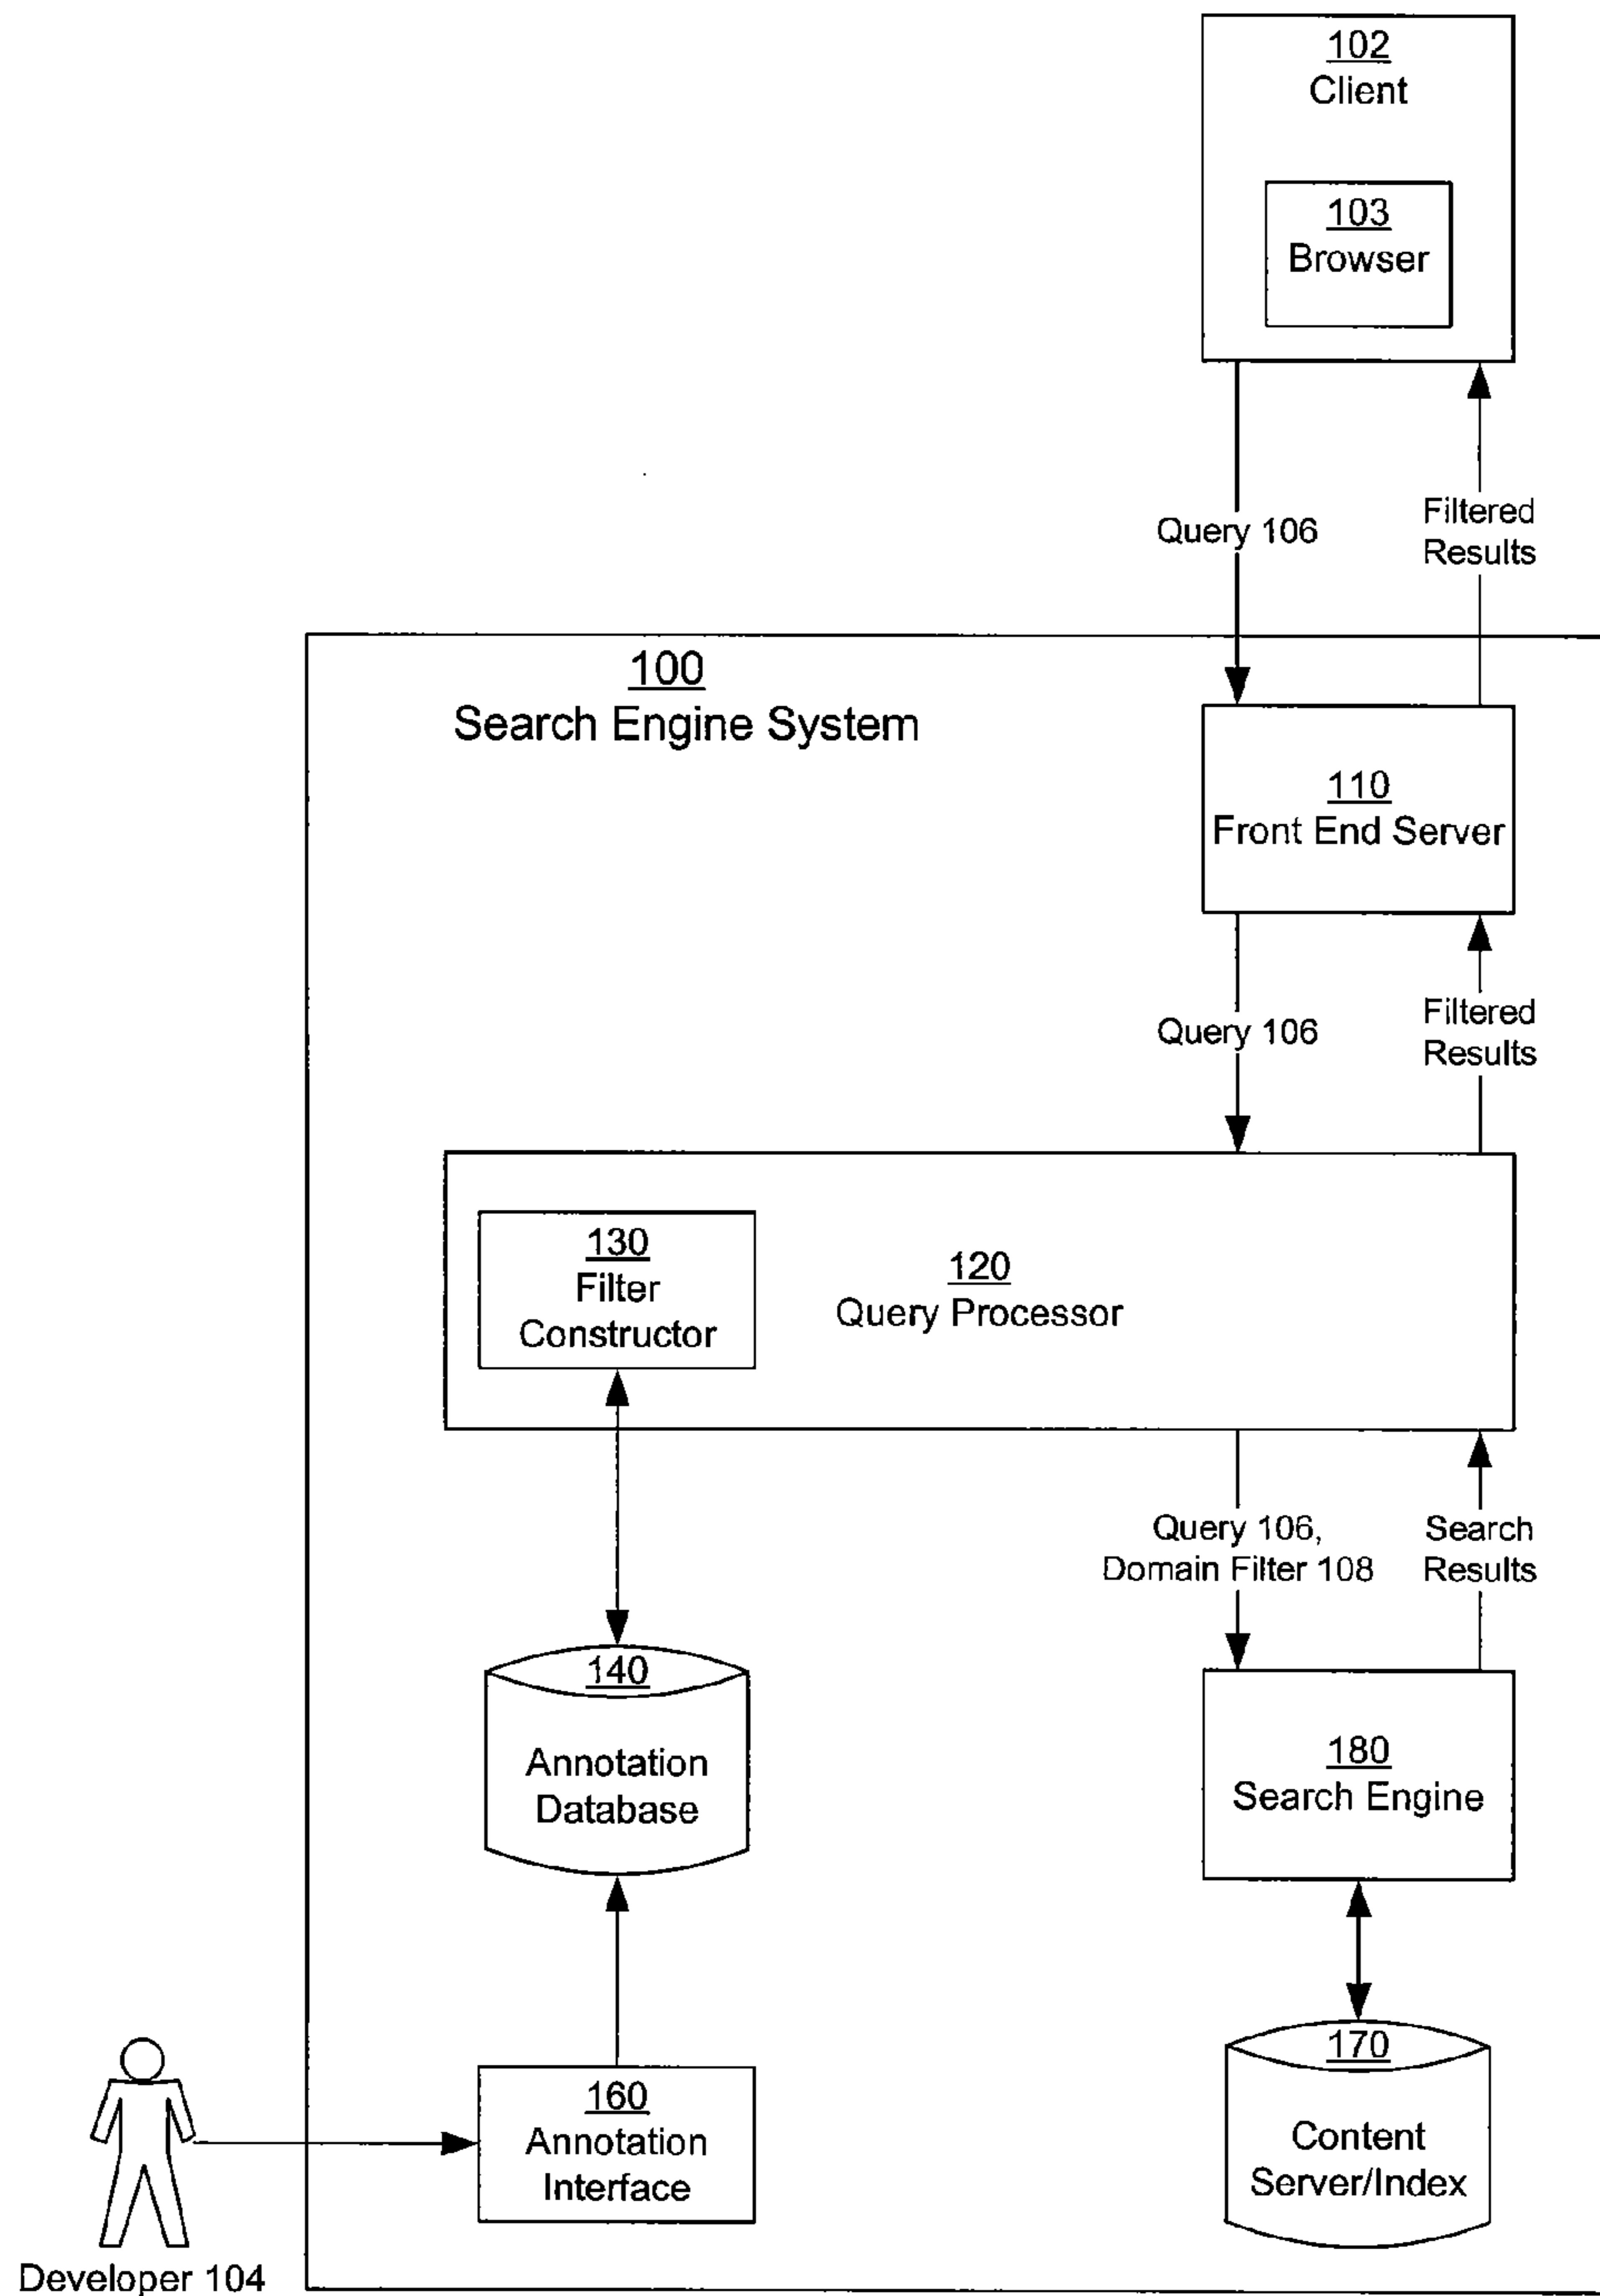 102
Client
103
Browser
Query 106
Filtered
Results
100
Search Engine System
110
Front End Server
Query 106
Filtered
Results
130
Filter
Constructor
120
Query Processor
Query 106,
Domain Filter 108
Search
Results
140
Annotation
Database
180
Search Engine
160
Annotation
Interface
170
Content
Server/Index
Developer 104